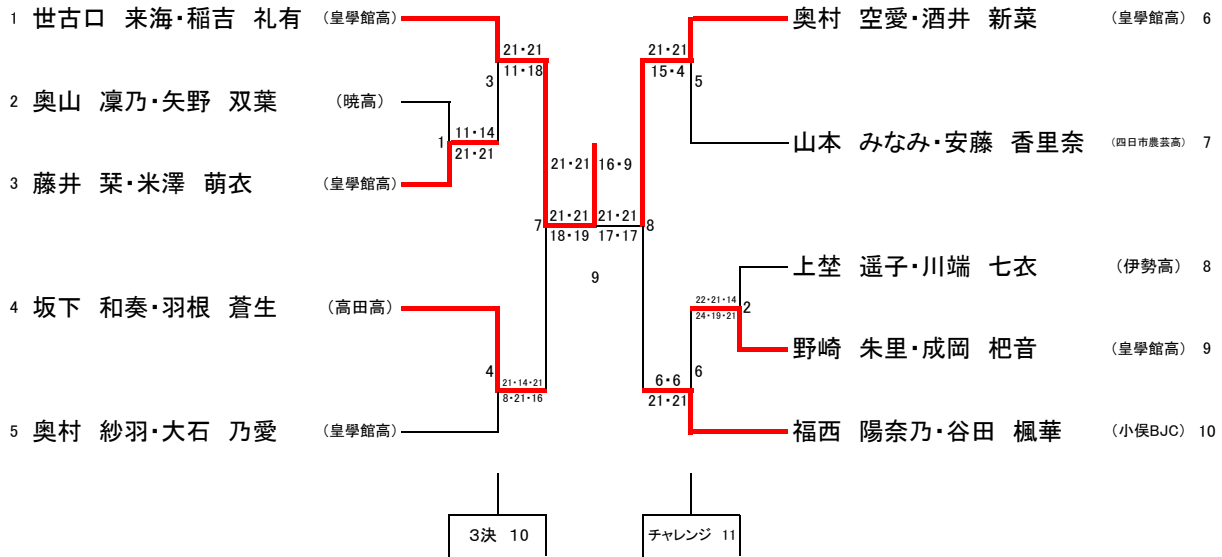 1 世古口 来海・稲吉 礼有 (皇學館高)
奥村 空愛・酒井 新菜 (皇學館高) 6
21・21
11・18
3
21・21
15・4
5
2 奥山 凜乃・矢野 双葉 (暁高)
11・14
21・21
1
山本 みなみ・安藤 香里奈 (四日市農芸高) 7
3 藤井 栞・米澤 萌衣 (皇學館高)
21・21 16・9
7 21・21 21・21 8
18・19 17・17
9
上埜 遥子・川端 七衣 (伊勢高) 8
4 坂下 和奏・羽根 蒼生 (高田高)
22・21・14
24・19・21
2
野崎 朱里・成岡 杷音 (皇學館高) 9
4
21・14・21
8・21・16
6・6
21・21
6
5 奥村 紗羽・大石 乃愛 (皇學館高)
福西 陽奈乃・谷田 楓華 (小俣BJC) 10
3決 10
チャレンジ 11